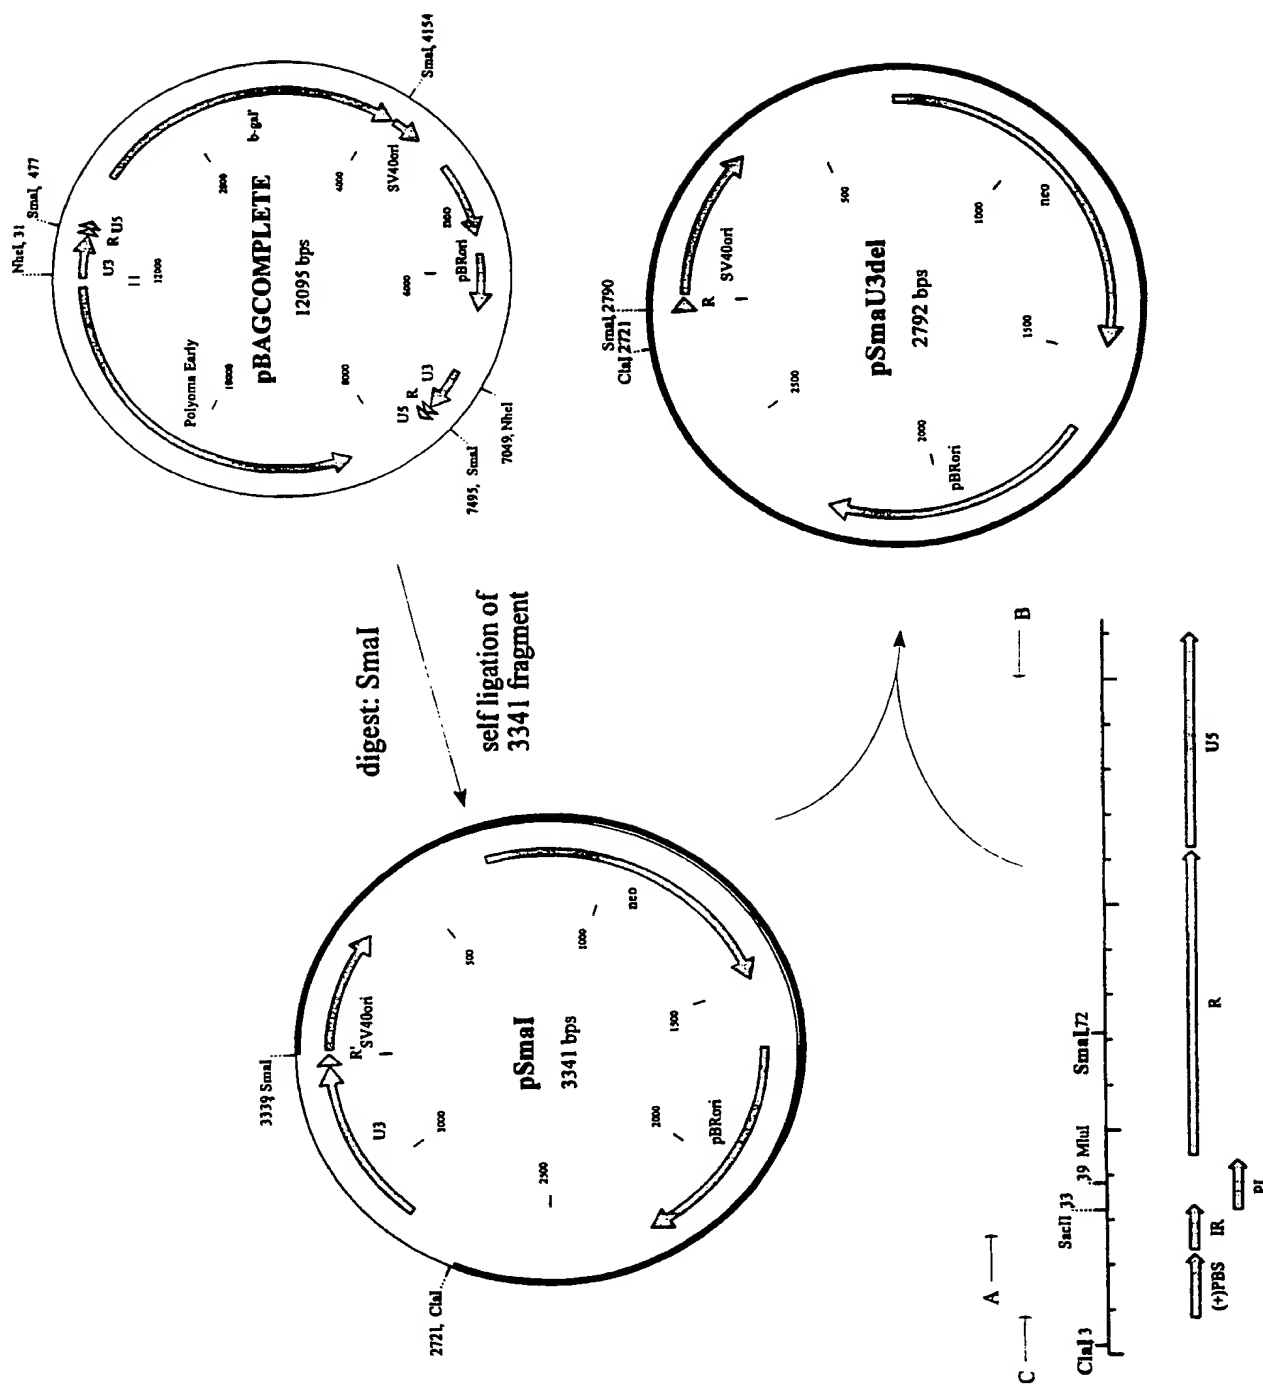 NheI, 31
SmaI, 477
U3
R
U5
12000
2000
b-gal'
SmaI, 4154
4000
SV40ori
Polyoma Early
pBAGCOMPLETE
12095 bps
neo
pBRori
6000
10000
8000
U5
R
U3
7495, SmaI
7049, NheI
digest: SmaI
self ligation of
3341 fragment
3339 SmaI
R'
SV40ori
U3
500
neo
1000
3000
pSmaI
3341 bps
1500
2500
2000
pBRori
2721, ClaI
SmaI, 2790
ClaI, 2721
R
SV40ori
500
2500
pSmaU3del
2792 bps
1000
neo
1500
2000
pBRori
C
A
B
ClaI 3
SacII 33
39 MluI
SmaI, 72
(+)PBS
IR
pI
R
U5